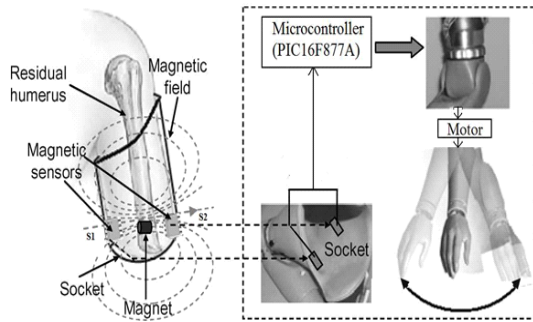 Residual
humerus
Magnetic
field
Magnetic
sensors
S1
S2
Socket
Magnet
Microcontroller
(PIC16F877A)
Motor
Socket